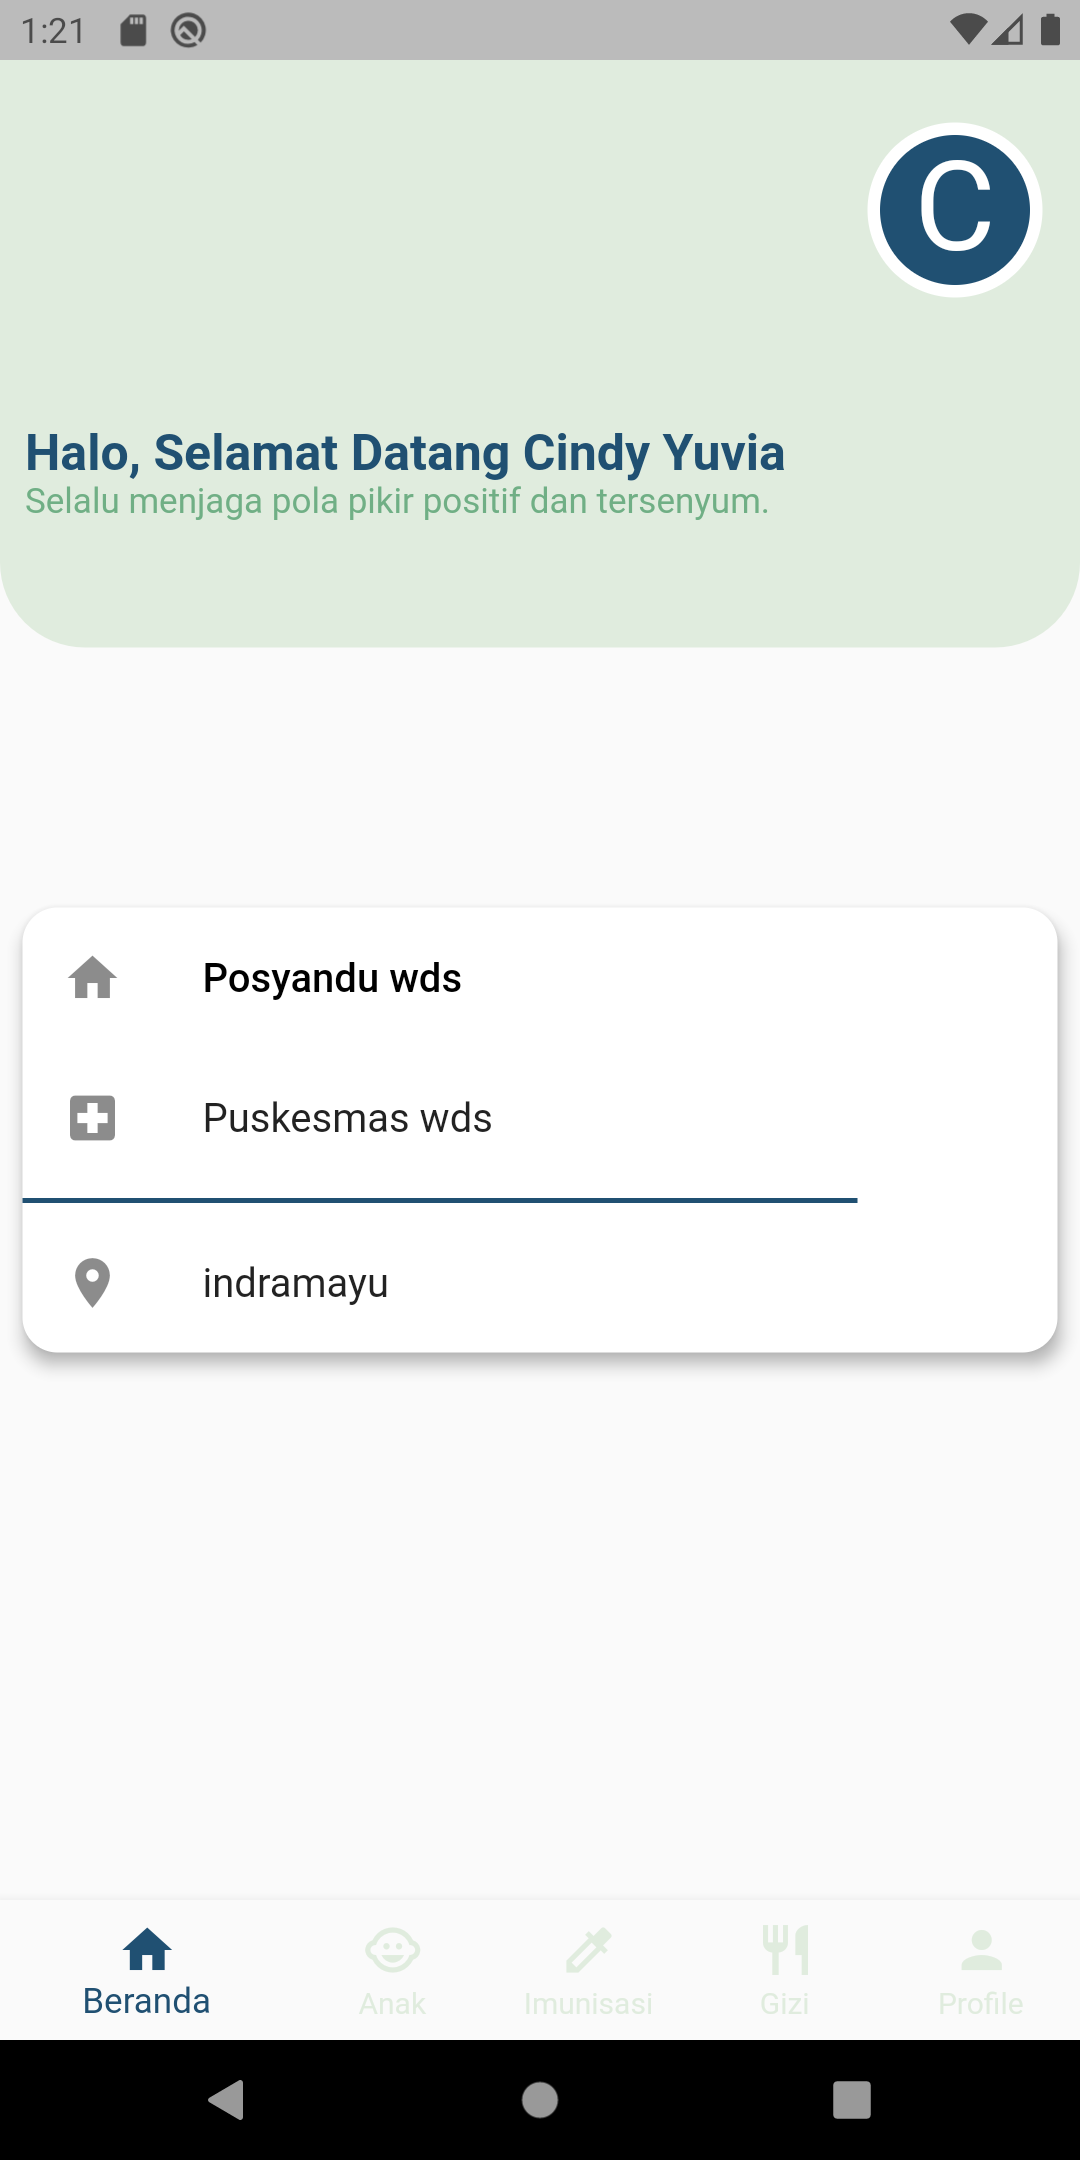 1:21
C
Halo, Selamat Datang Cindy Yuvia
Selalu menjaga pola pikir positif dan tersenyum.
Posyandu wds
Puskesmas wds
indramayu
Beranda
Anak
Imunisasi
Gizi
Profile